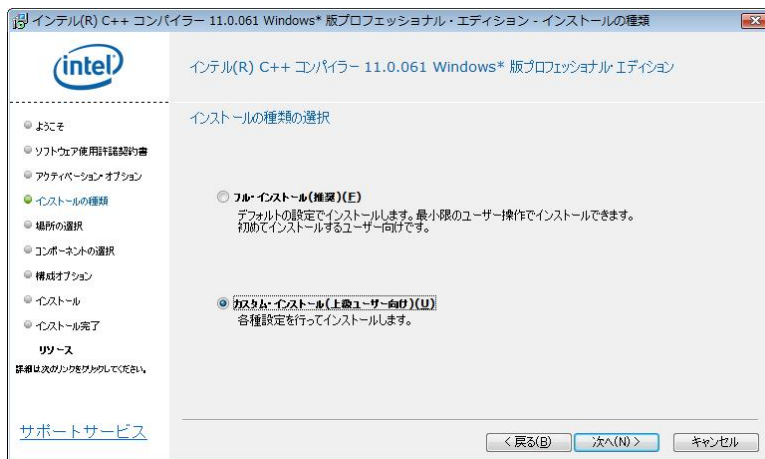 インテル(R) C++ コンパイラー 11.0.061 Windows* 版プロフェッショナル・エディション - インストールの種類
intel
インテル(R) C++ コンパイラー 11.0.061 Windows* 版プロフェッショナル・エディション
インストールの種類の選択
ようこそ
ソフトウェア使用許諾契約書
アクティベーション・オプション
インストールの種類
場所の選択
コンポーネントの選択
構成オプション
インストール
インストール完了
リソース
詳細は次のリンクをクリックしてください。
サポートサービス
フル・インストール(推奨)(F)
デフォルトの設定でインストールします。最小限のユーザー操作でインストールできます。
初めてインストールするユーザー向けです。
カスタム・インストール(上級ユーザー向け)(U)
各種設定を行ってインストールします。
< 戻る(B)
次へ(N) >
キャンセル